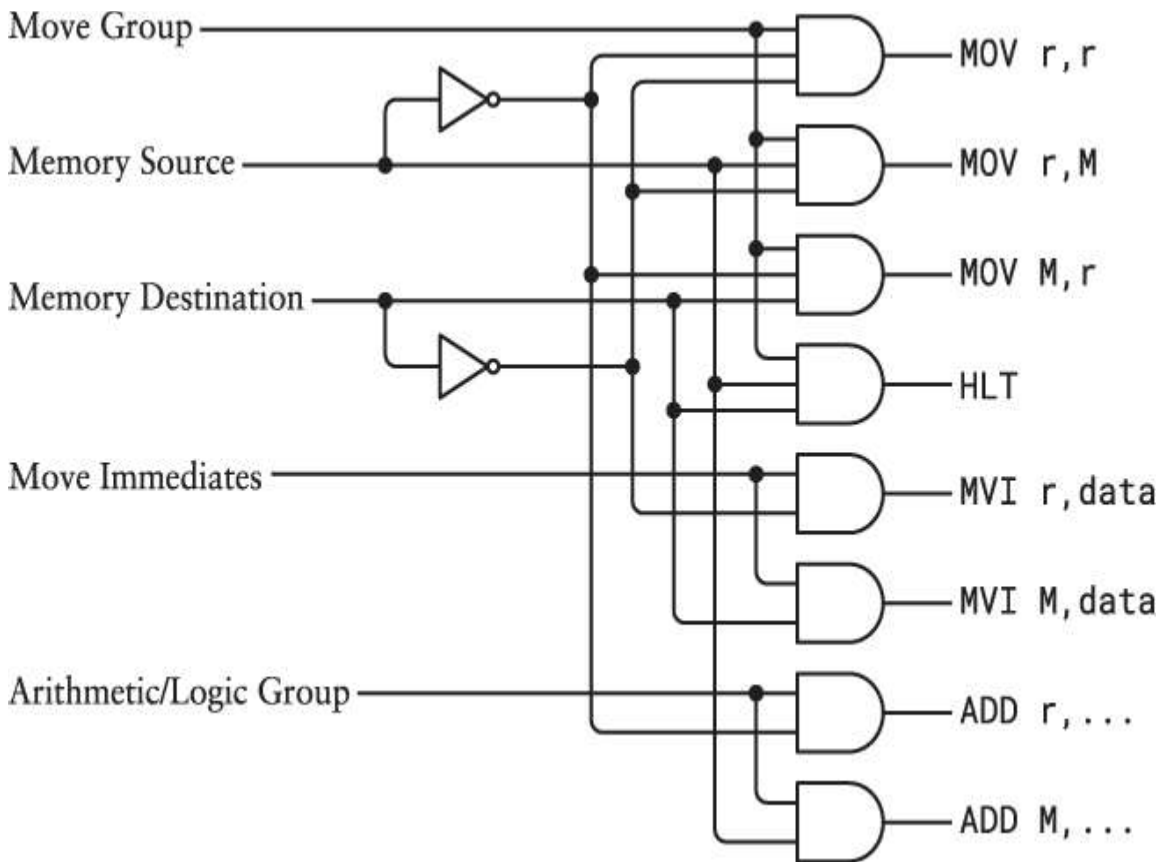 Move Group
MOV r,r
Memory Source
MOV r,M
MOV M,r
Memory Destination
HLT
Move Immediates
MVI r,data
MVI M,data
Arithmetic/Logic Group
ADD r,...
ADD M,...